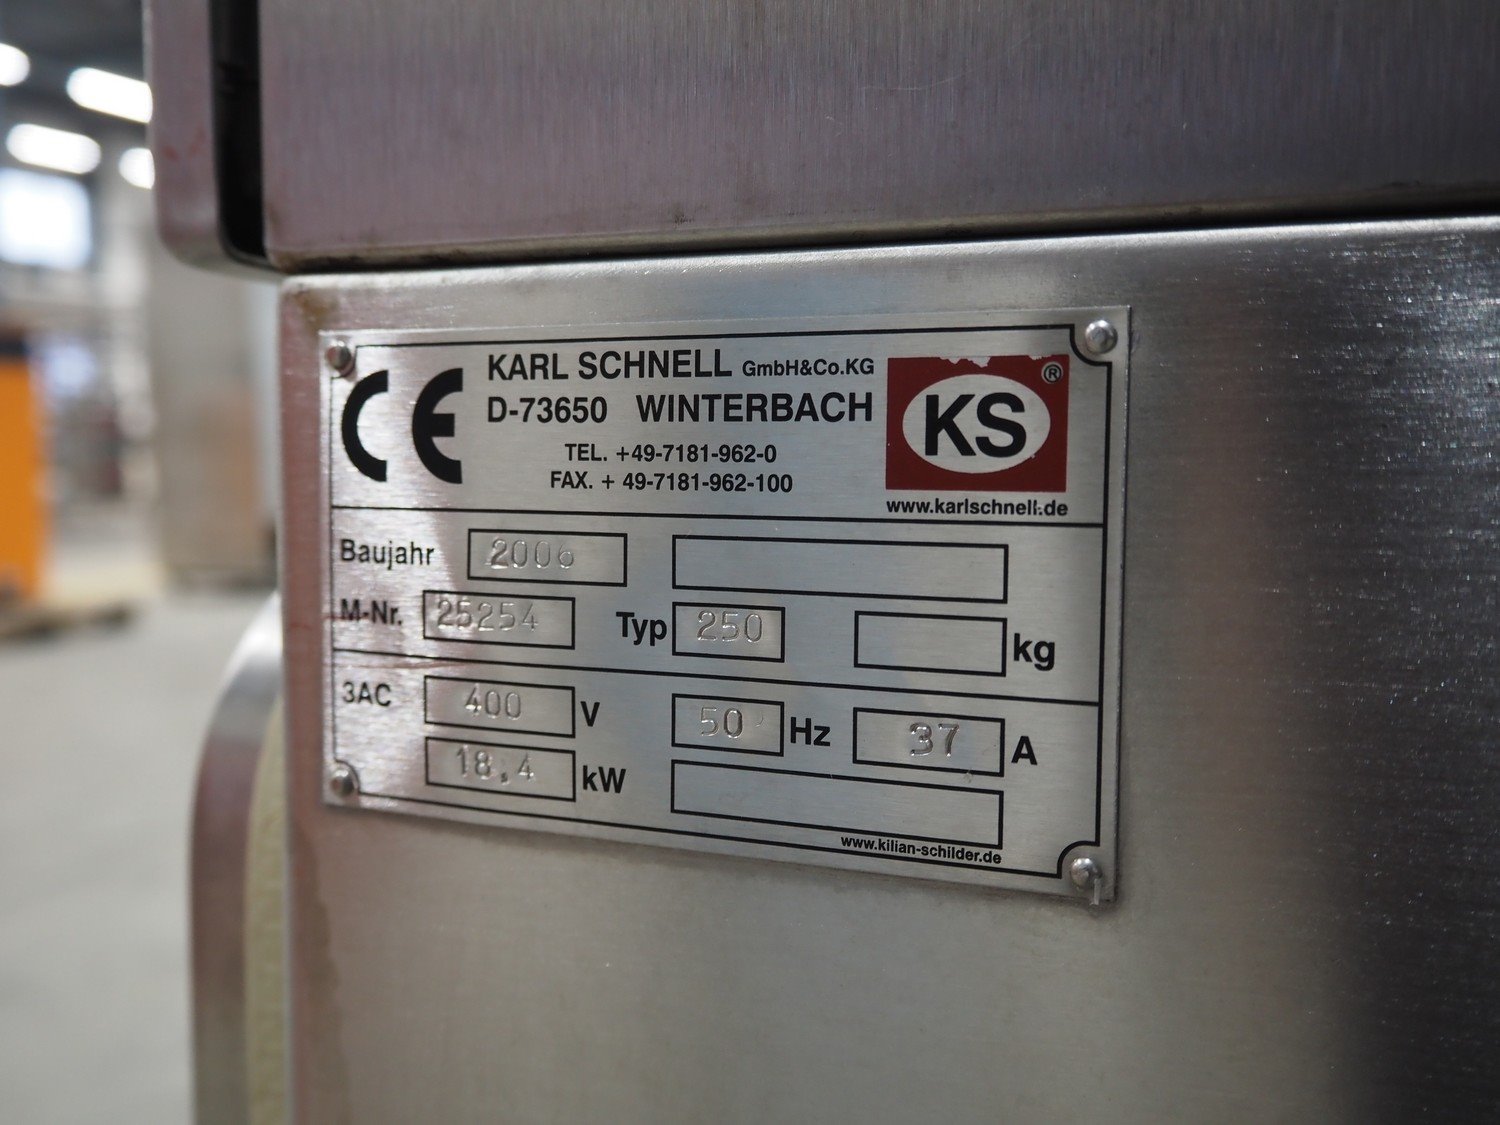 CE
KARL SCHNELL GmbH&Co.KG
D-73650 WINTERBACH
TEL. +49-7181-962-0
FAX. + 49-7181-962-100
KS ®
www.karlschnell.de
Baujahr 2006
M-Nr. 25254 Typ 250 kg
3AC 400 V 50 Hz 37 A
18,4 kW
www.kilian-schilder.de